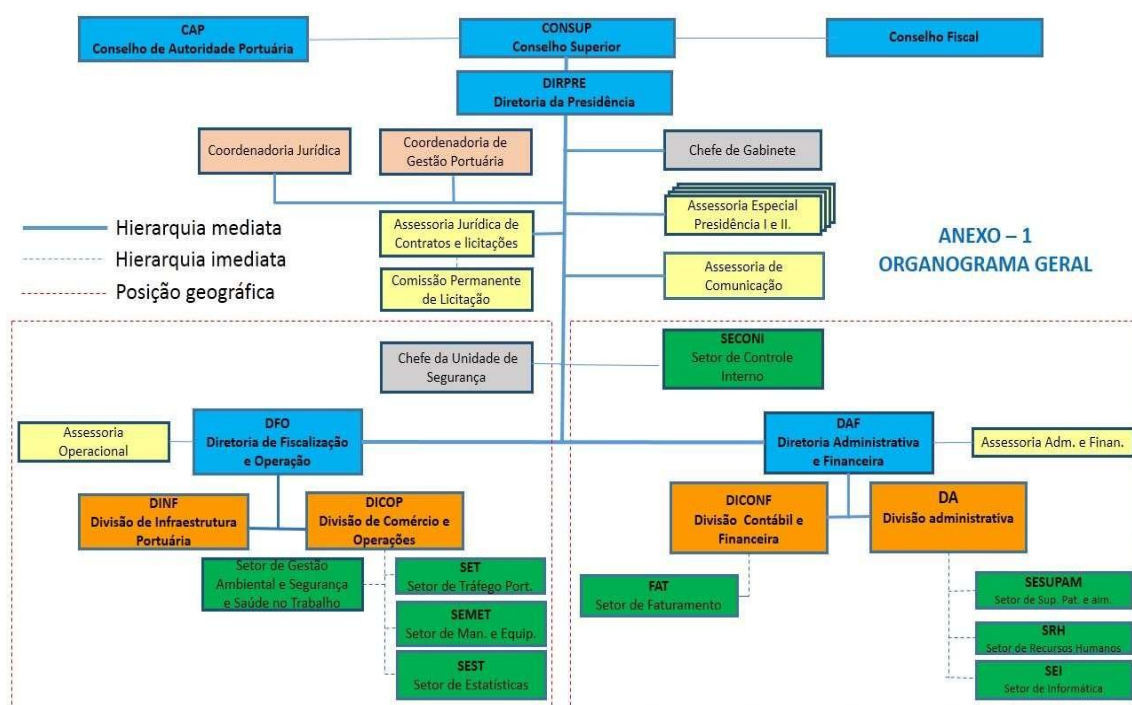 CAP
Conselho de Autoridade Portuária
CONSUP
Conselho Superior
Conselho Fiscal
DIRPRE
Diretoria da Presidência
Coordenadoria Jurídica
Coordenadoria de
Gestão Portuária
Chefe de Gabinete
Assessoria Jurídica de
Contratos e licitações
Assessoria Especial
Presidência I e II.
Hierarquia mediata
Hierarquia imediata
Posição geográfica
ANEXO – 1
ORGANOGRAMA GERAL
Comissão Permanente
de Licitação
Assessoria de
Comunicação
Chefe da Unidade de
Segurança
SECONI
Setor de Controle
Interno
Assessoria
Operacional
DFO
Diretoria de Fiscalização
e Operação
DAF
Diretoria Administrativa
e Financeira
Assessoria Adm. e Finan.
DINF
Divisão de Infraestrutura
Portuária
DICOP
Divisão de Comércio e
Operações
DICONF
Divisão Contábil e
Financeira
DA
Divisão administrativa
Setor de Gestão
Ambiental e Segurança
e Saúde no Trabalho
SET
Setor de Tráfego Port.
SEMET
Setor de Man. e Equip.
SEST
Setor de Estatísticas
FAT
Setor de Faturamento
SESUPAM
Setor de Sup. Pat. e alm.
SRH
Setor de Recursos Humanos
SEI
Setor de Informática